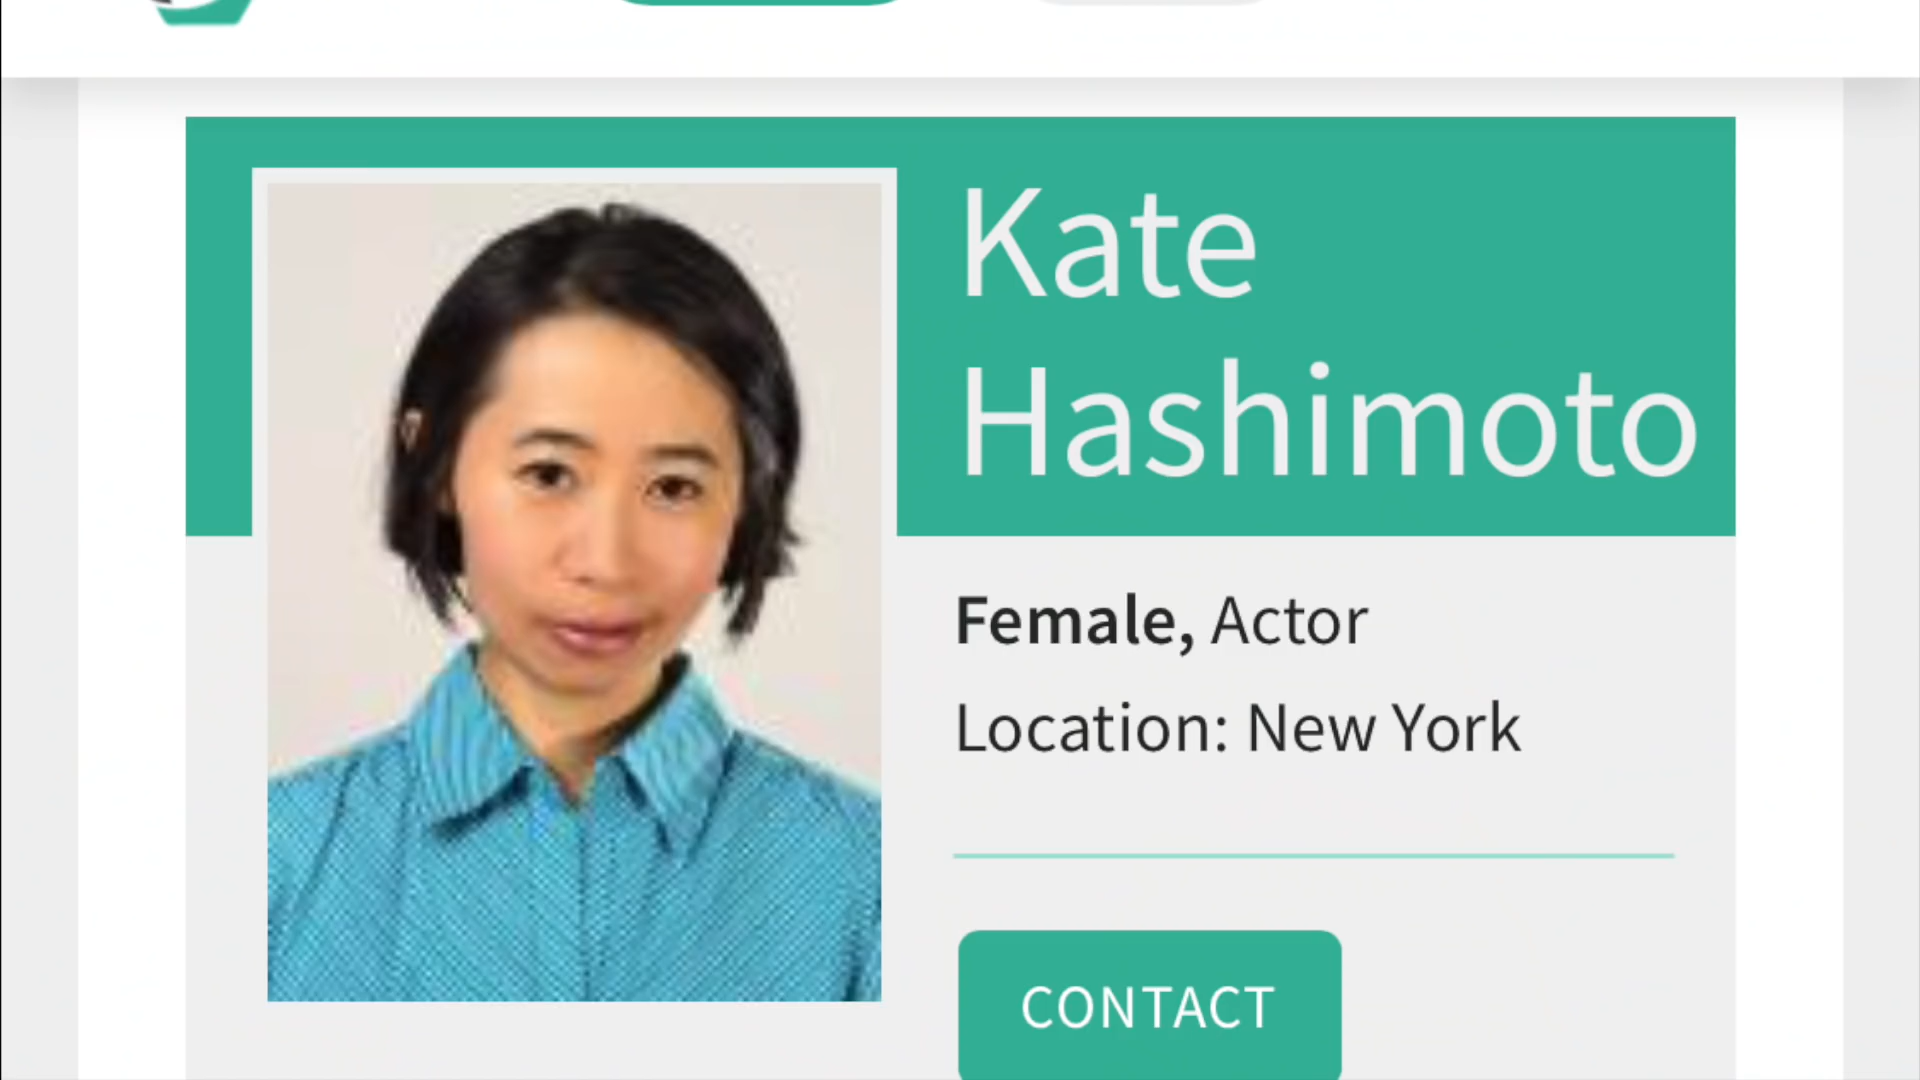 Kate
Hashimoto
Female, Actor
Location: New York
CONTACT